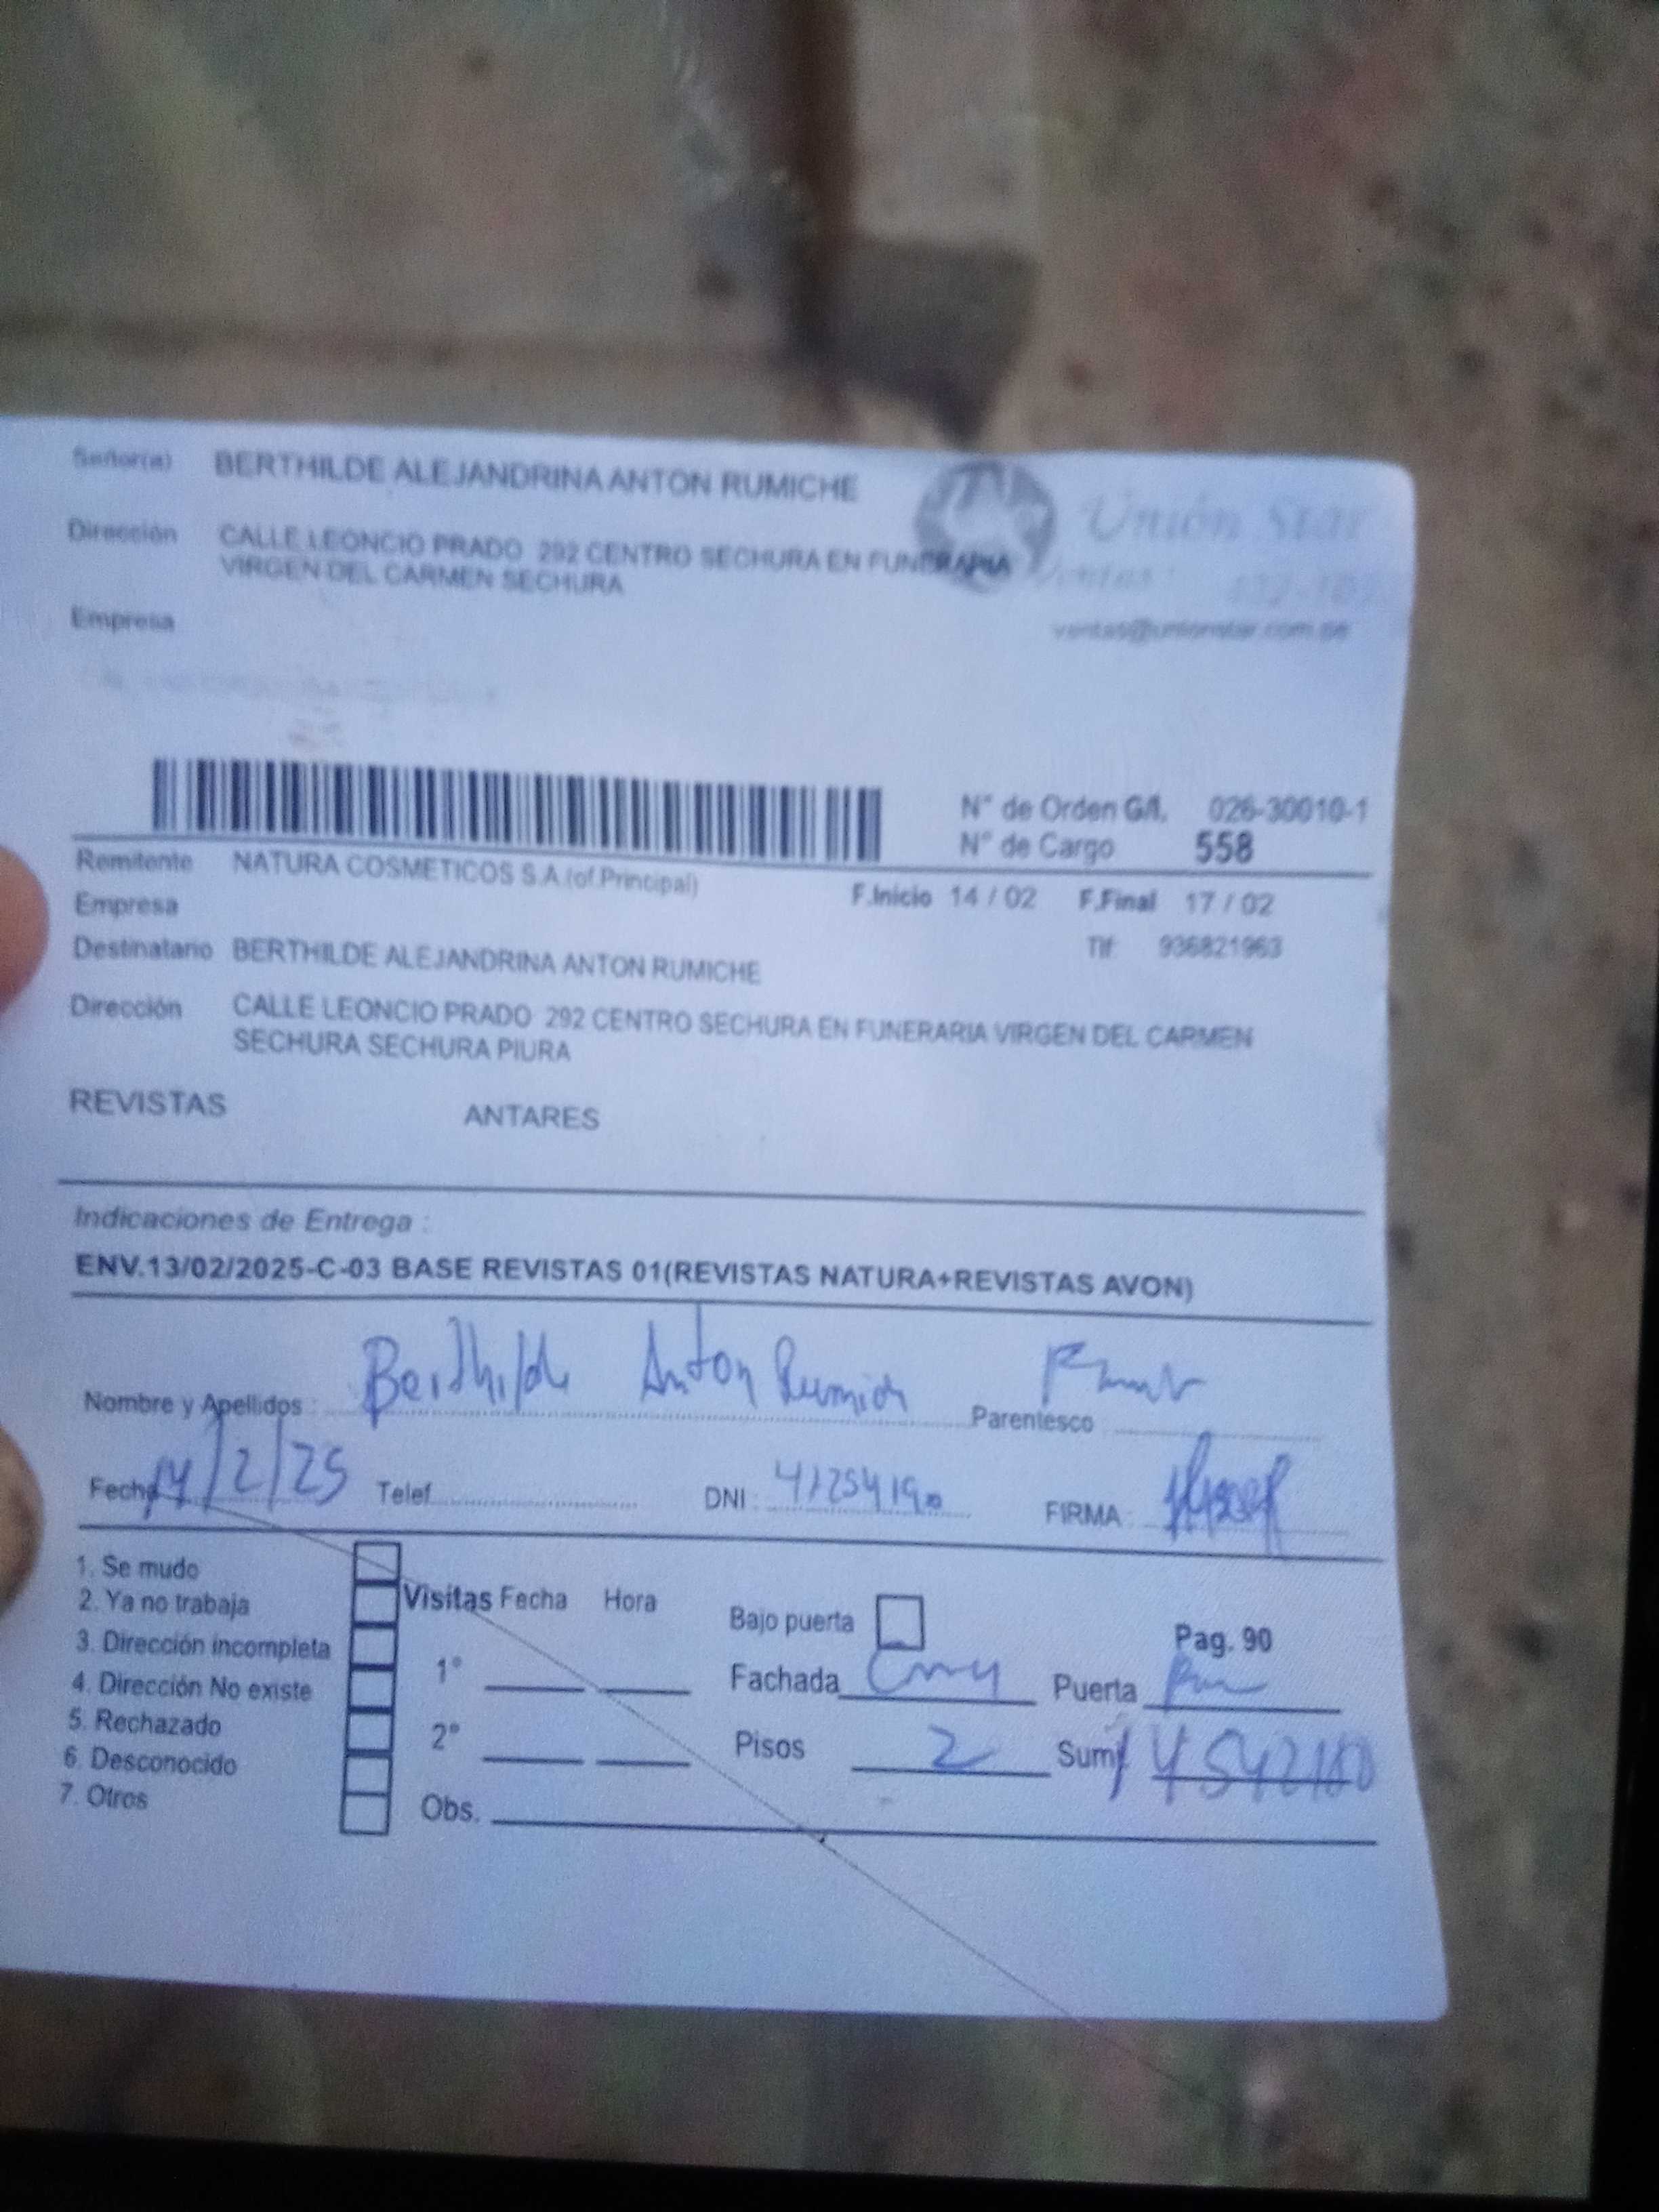 Señor(a) BERTHILDE ALEJANDRINA ANTON RUMICHE
Unión Star
Dirección CALLE LEONCIO PRADO 292 CENTRO SECHURA EN FUNERARIA
VIRGEN DEL CARMEN SECHURA
Empresa
ventas@unionstar.com.pe
N° de Orden G/I. 026-30010-1
N° de Cargo 558
Remitente NATURA COSMETICOS S.A.(of.Principal)
F.Inicio 14 / 02 F.Final 17 / 02
Empresa
Tlf: 936821963
Destinatario BERTHILDE ALEJANDRINA ANTON RUMICHE
Dirección CALLE LEONCIO PRADO 292 CENTRO SECHURA EN FUNERARIA VIRGEN DEL CARMEN
SECHURA SECHURA PIURA
REVISTAS ANTARES
Indicaciones de Entrega :
ENV.13/02/2025-C-03 BASE REVISTAS 01(REVISTAS NATURA+REVISTAS AVON)
Nombre y Apellidos : Berthilde Anton Rumich Parentesco
Fecha 14/2/25 Telef. DNI : 41254190 FIRMA :
1. Se mudo
2. Ya no trabaja
3. Dirección incompleta
4. Dirección No existe
5. Rechazado
6. Desconocido
7. Otros
Visitas Fecha Hora
1°
2°
Obs.
Bajo puerta
Pag. 90
Fachada Puerta
Pisos 2 Sum